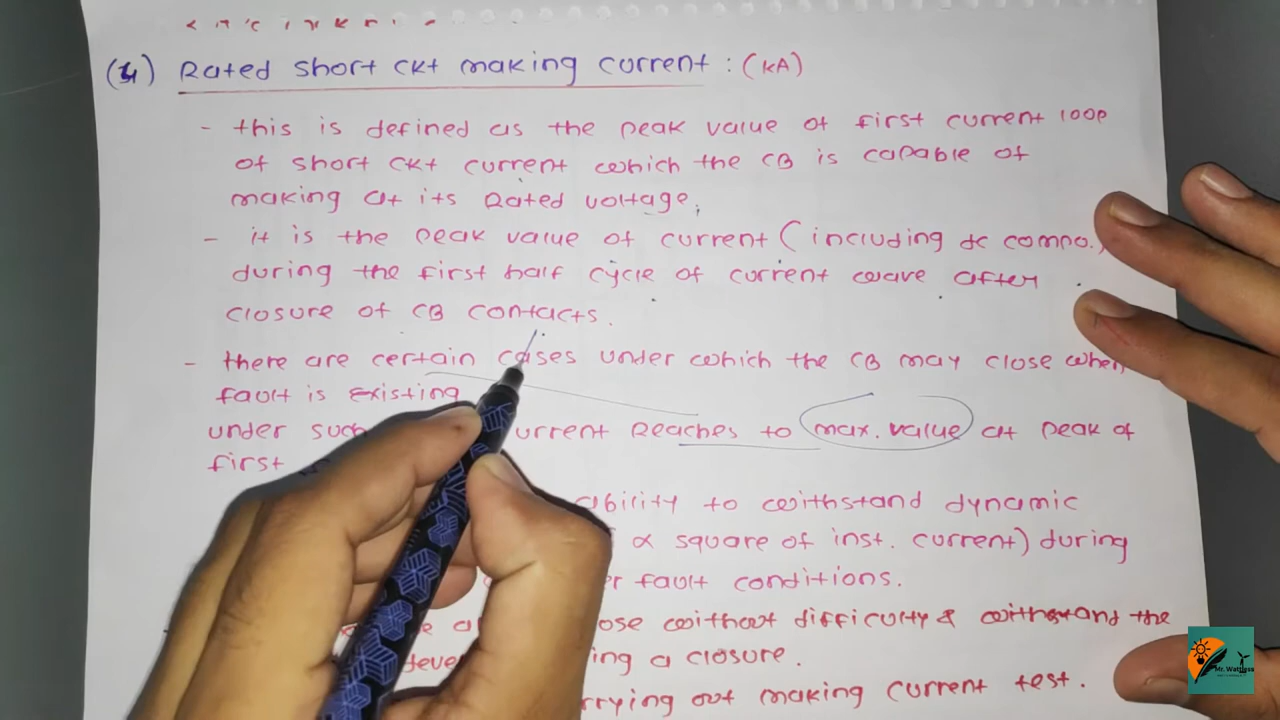 (4) Rated short ckt making current : (kA)
- this is defined as the peak value of first current loop
of short ckt current which the CB is capable of
making at its Rated voltage;
- it is the peak value of current (including dc compo.)
during the first half cycle of current wave after
closure of CB contacts.
- there are certain cases under which the CB may close when
fault is existing
under such urrent Reaches to max. value at peak of
first
ability to withstand dynamic
∝ square of inst. current) during
r fault conditions.
ose without difficulty & withstand the
ing a closure.
rrying out making current test.
Mr. Wattless